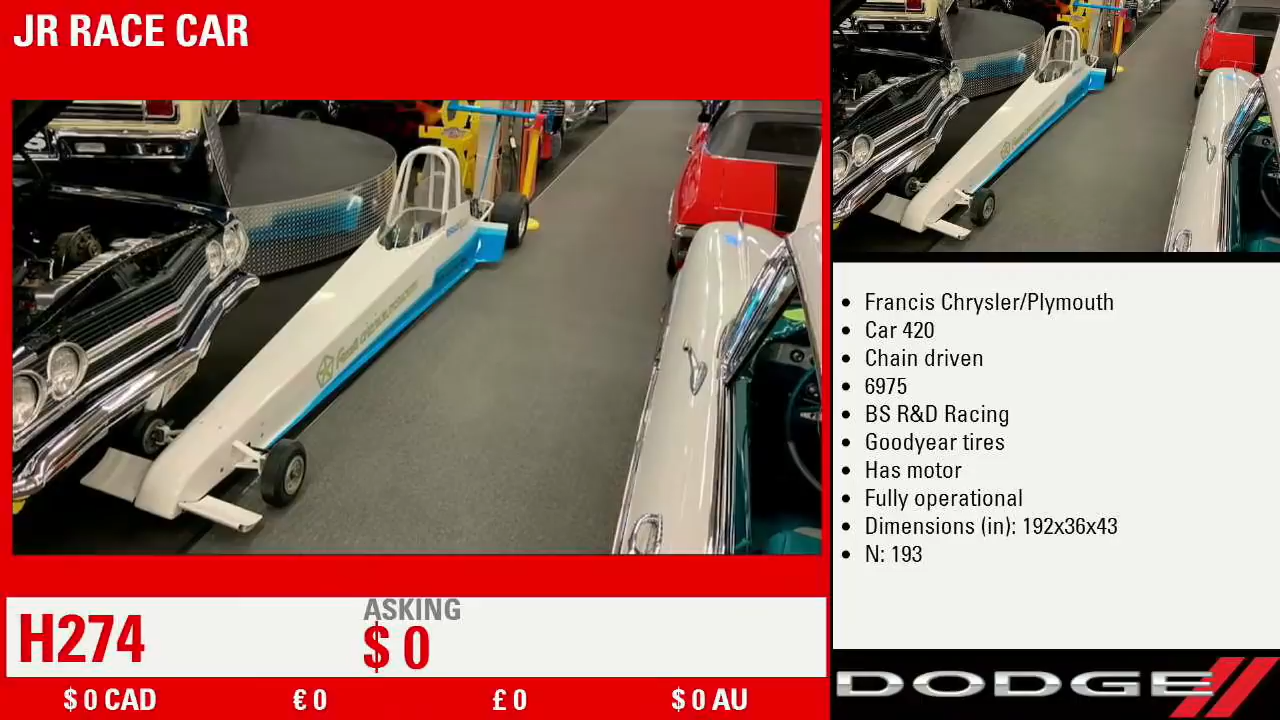 JR RACE CAR
Francis Chrysler/Plymouth
Car 420
Chain driven
6975
BS R&D Racing
Goodyear tires
Has motor
Fully operational
Dimensions (in): 192x36x43
N: 193
H274
ASKING
$ 0
$ 0 CAD
€ 0
£ 0
$ 0 AU
DODGE